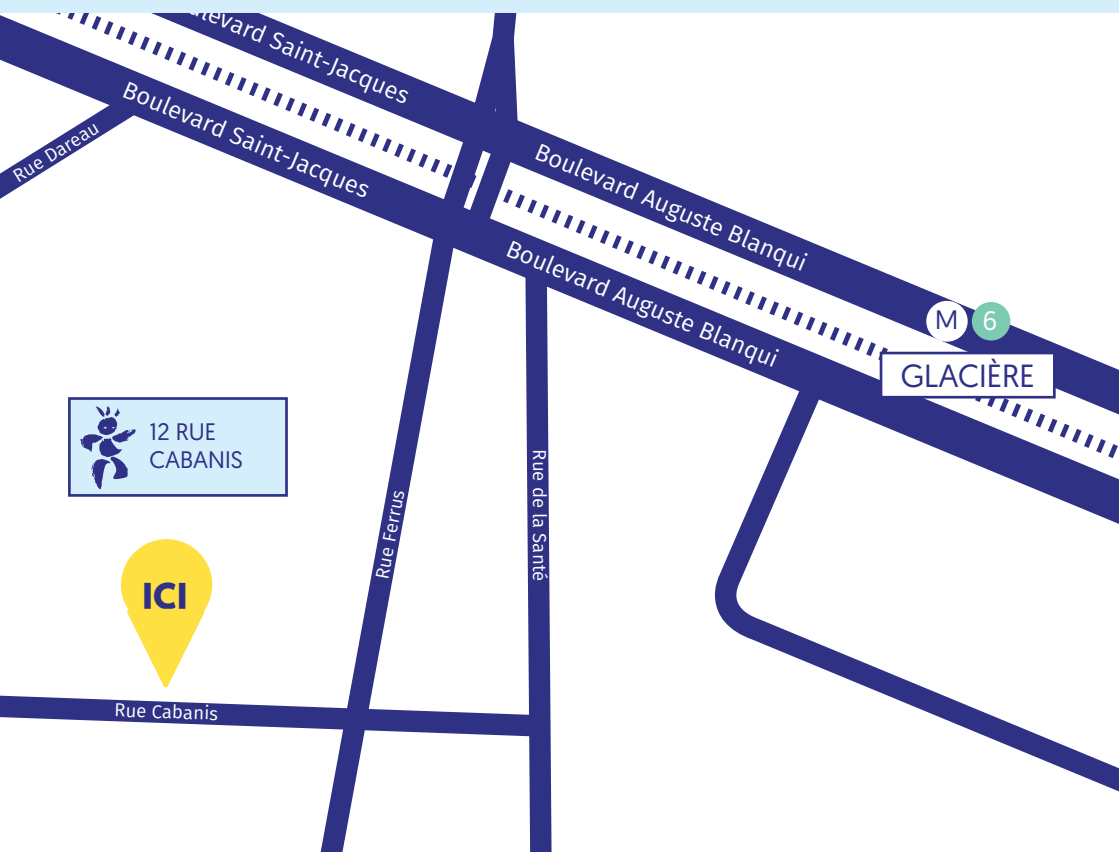 Boulevard Saint-Jacques
Boulevard Saint-Jacques
Rue Dareau
Boulevard Auguste Blanqui
Boulevard Auguste Blanqui
M 6
GLACIÈRE
12 RUE
CABANIS
Rue Ferrus
Rue de la Santé
ICI
Rue Cabanis